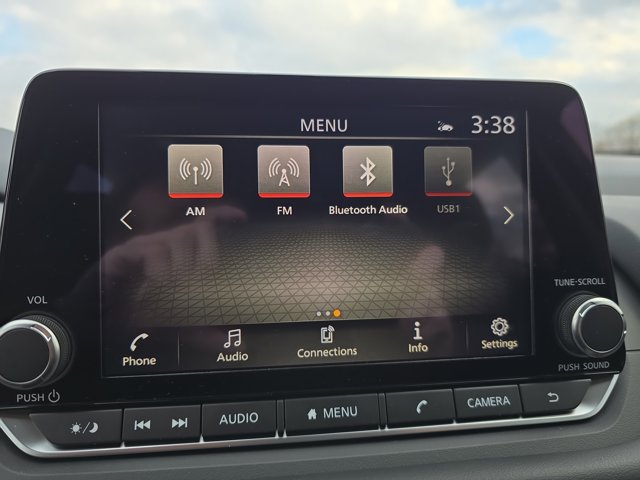 MENU 3:38
AM FM Bluetooth Audio USB1
VOL
TUNE·SCROLL
Phone Audio Connections Info Settings
PUSH
PUSH SOUND
AUDIO MENU CAMERA